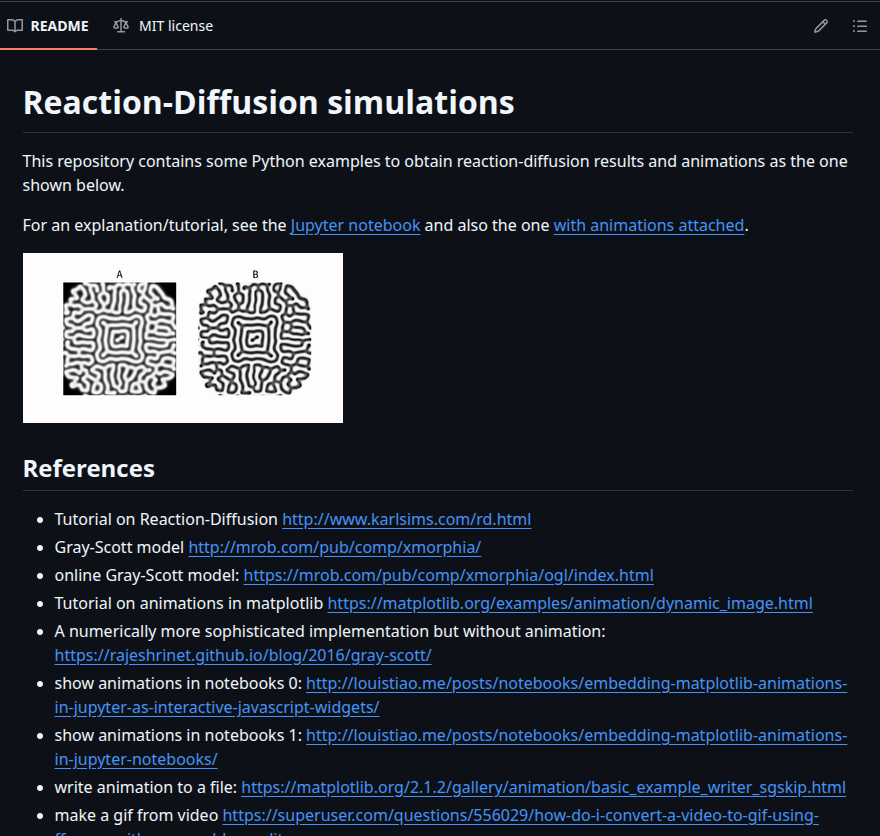 README MIT license
Reaction-Diffusion simulations
This repository contains some Python examples to obtain reaction-diffusion results and animations as the one
shown below.
For an explanation/tutorial, see the Jupyter notebook and also the one with animations attached.
A B
References
Tutorial on Reaction-Diffusion http://www.karlsims.com/rd.html
Gray-Scott model http://mrob.com/pub/comp/xmorphia/
online Gray-Scott model: https://mrob.com/pub/comp/xmorphia/ogl/index.html
Tutorial on animations in matplotlib https://matplotlib.org/examples/animation/dynamic_image.html
A numerically more sophisticated implementation but without animation:
https://rajeshrinet.github.io/blog/2016/gray-scott/
show animations in notebooks 0: http://louistiao.me/posts/notebooks/embedding-matplotlib-animations-
in-jupyter-as-interactive-javascript-widgets/
show animations in notebooks 1: http://louistiao.me/posts/notebooks/embedding-matplotlib-animations-
in-jupyter-notebooks/
write animation to a file: https://matplotlib.org/2.1.2/gallery/animation/basic_example_writer_sgskip.html
make a gif from video https://superuser.com/questions/556029/how-do-i-convert-a-video-to-gif-using-